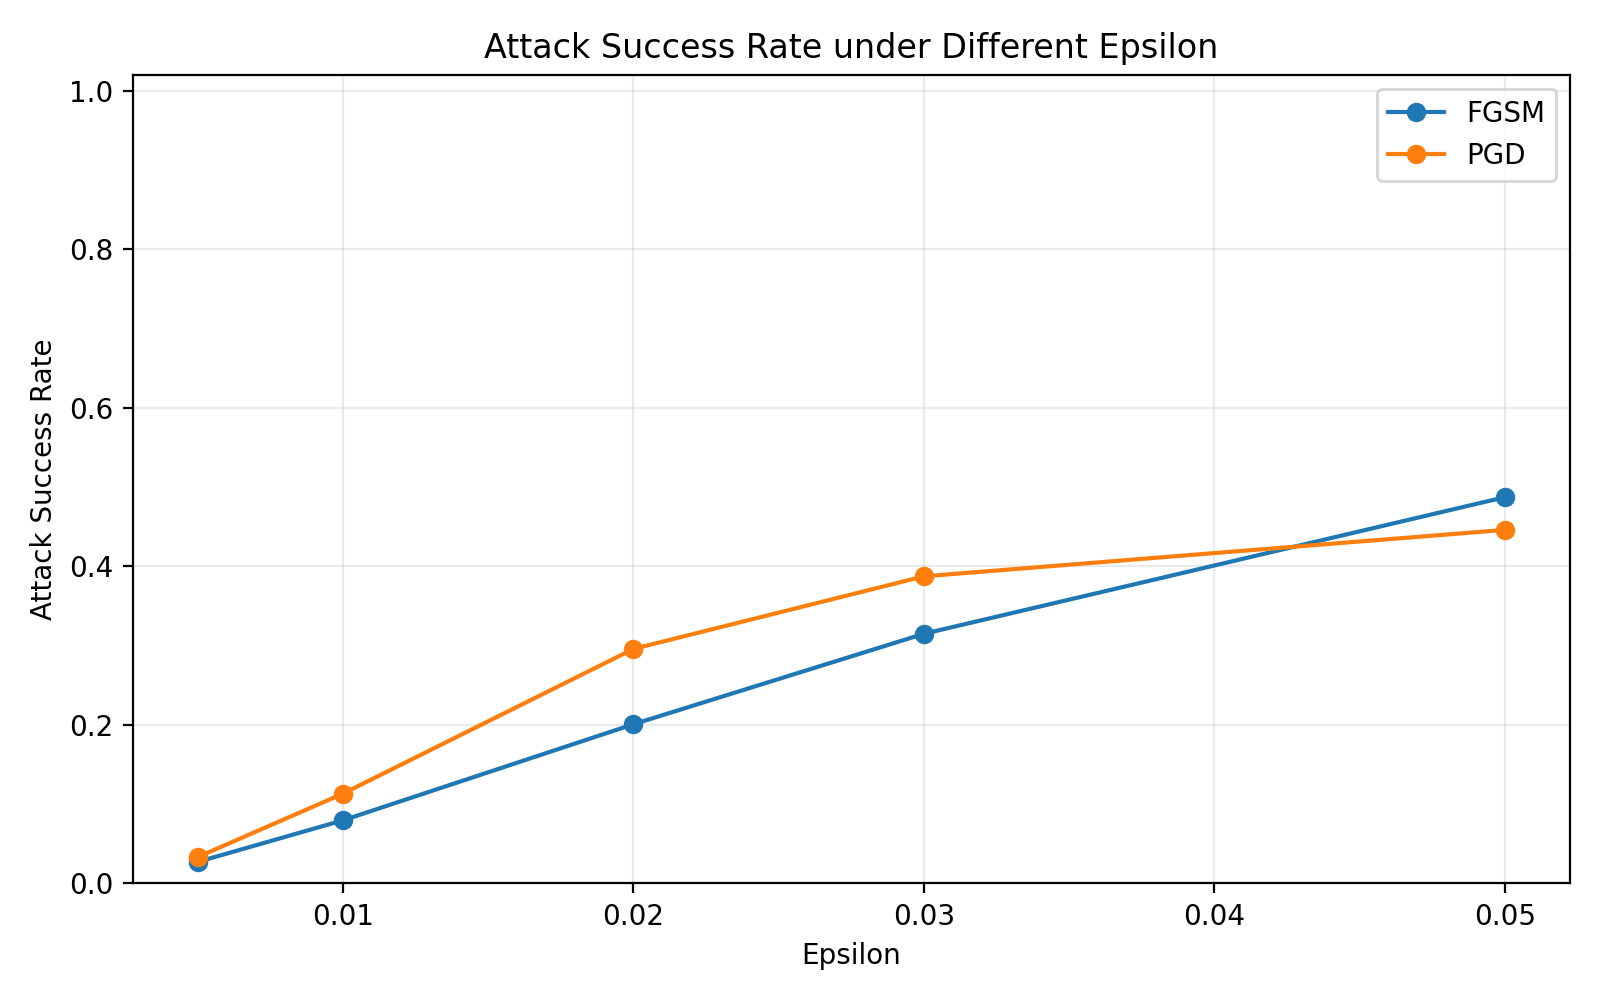 Attack Success Rate under Different Epsilon
FGSM
PGD
1.0
0.8
0.6
0.4
0.2
0.0
Attack Success Rate
0.01
0.02
0.03
0.04
0.05
Epsilon